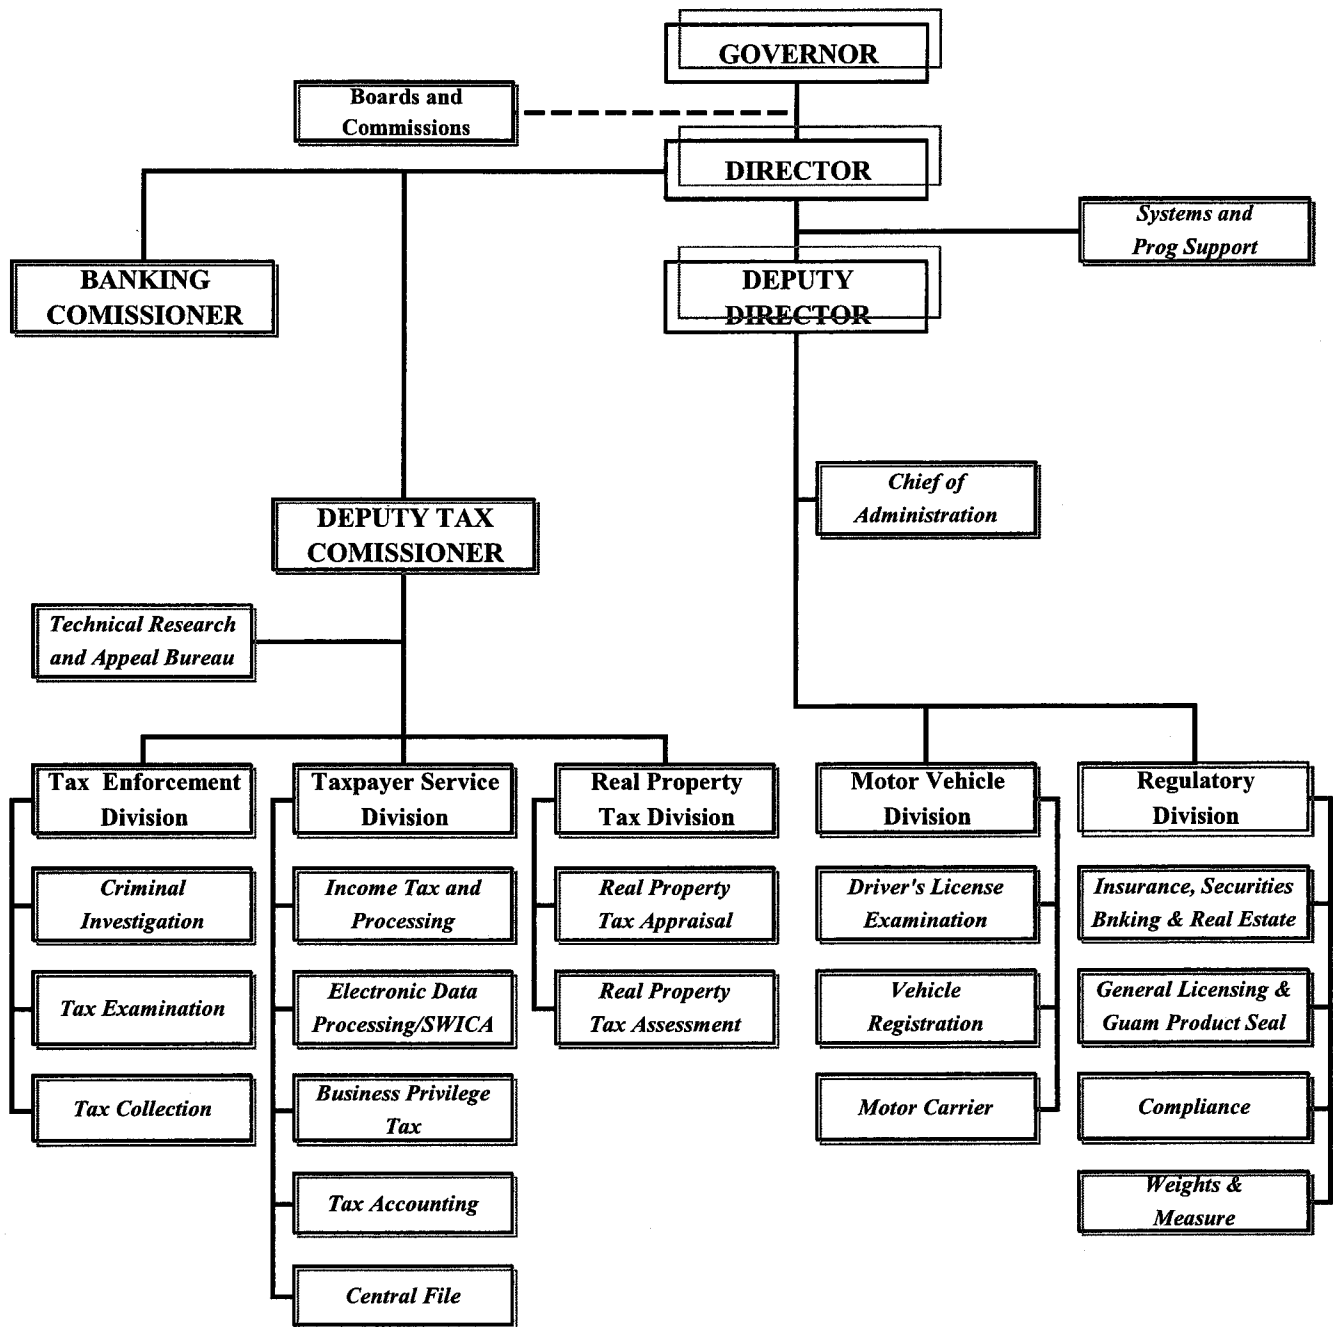 GOVERNOR
Boards and
Commissions
DIRECTOR
Systems and
Prog Support
BANKING
COMISSIONER
DEPUTY
DIRECTOR
Chief of
Administration
DEPUTY TAX
COMISSIONER
Technical Research
and Appeal Bureau
Tax Enforcement
Division
Taxpayer Service
Division
Real Property
Tax Division
Motor Vehicle
Division
Regulatory
Division
Criminal
Investigation
Income Tax and
Processing
Real Property
Tax Appraisal
Driver's License
Examination
Insurance, Securities
Bnking & Real Estate
Tax Examination
Electronic Data
Processing/SWICA
Real Property
Tax Assessment
Vehicle
Registration
General Licensing &
Guam Product Seal
Tax Collection
Business Privilege
Tax
Motor Carrier
Compliance
Tax Accounting
Weights &
Measure
Central File